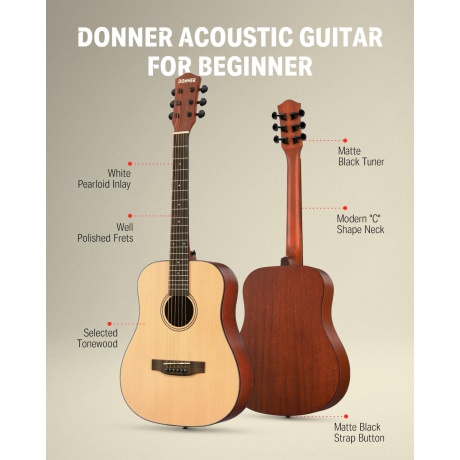 DONNER ACOUSTIC GUITAR
FOR BEGINNER
DONNER
White
Pearloid Inlay
Well
Polished Frets
Selected
Tonewood
Matte
Black Tuner
Modern "C"
Shape Neck
Matte Black
Strap Button